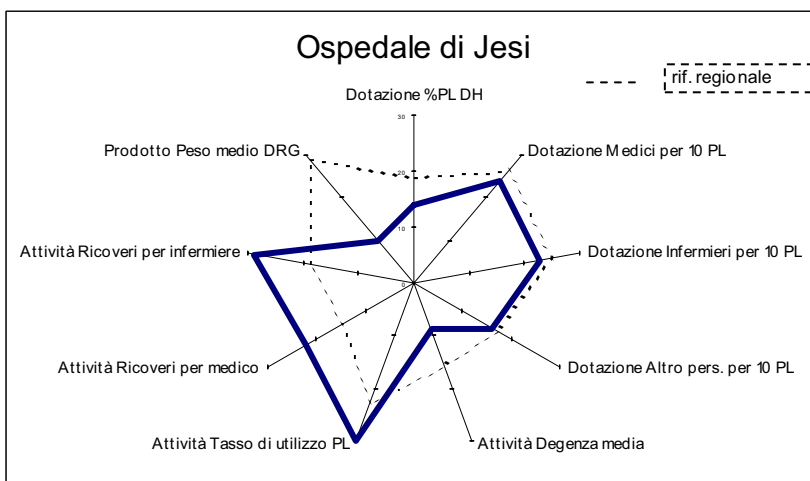 Ospedale di Jesi
rif. regionale
Dotazione %PL DH
30
Prodotto Peso medio DRG
Dotazione Medici per 10 PL
20
10
Attività Ricoveri per infermiere
Dotazione Infermieri per 10 PL
0
Attività Ricoveri per medico
Dotazione Altro pers. per 10 PL
Attività Tasso di utilizzo PL
Attività Degenza media